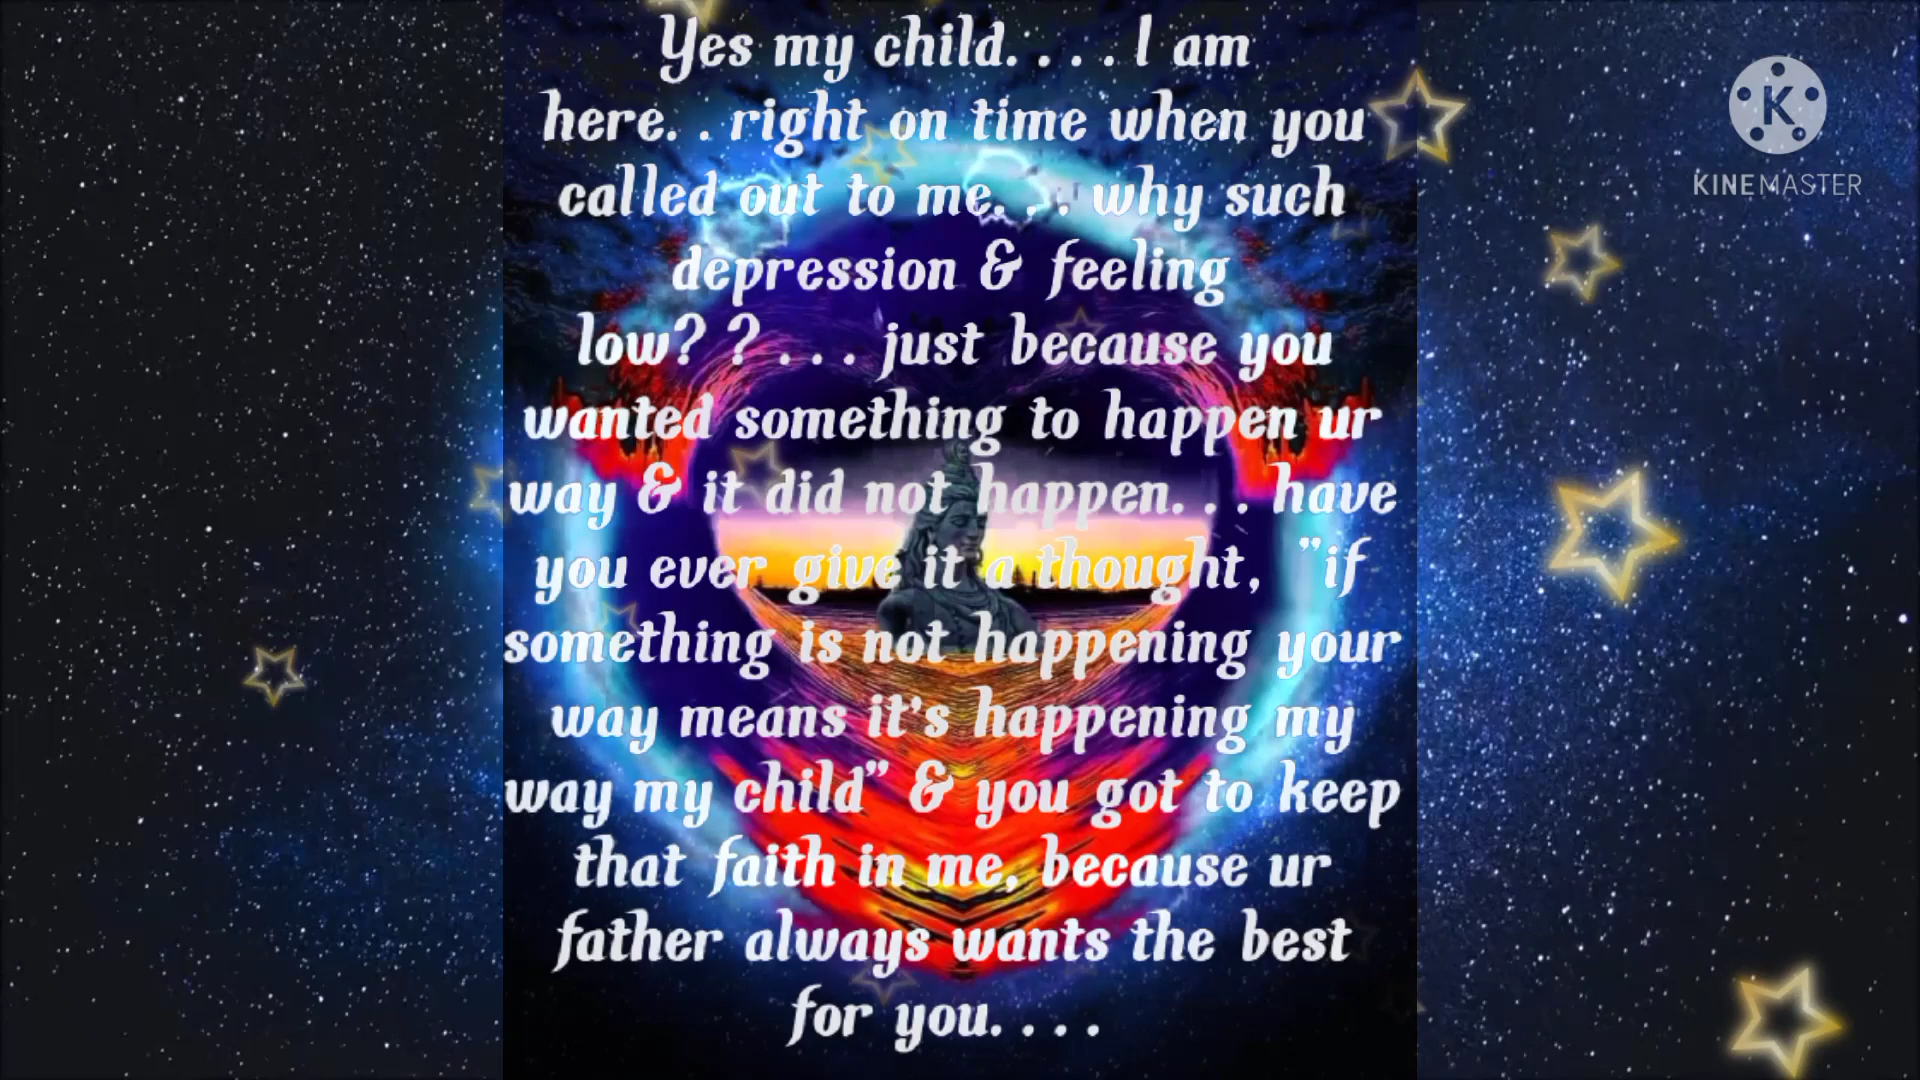 Yes my child. . . . I am
here. . right on time when you
called out to me. . . why such
depression & feeling
low? ? . . . just because you
wanted something to happen ur
way & it did not happen. . . have
you ever give it a thought, "if
something is not happening your
way means it's happening my
way my child" & you got to keep
that faith in me, because ur
father always wants the best
for you. . . .
K
KINEMASTER